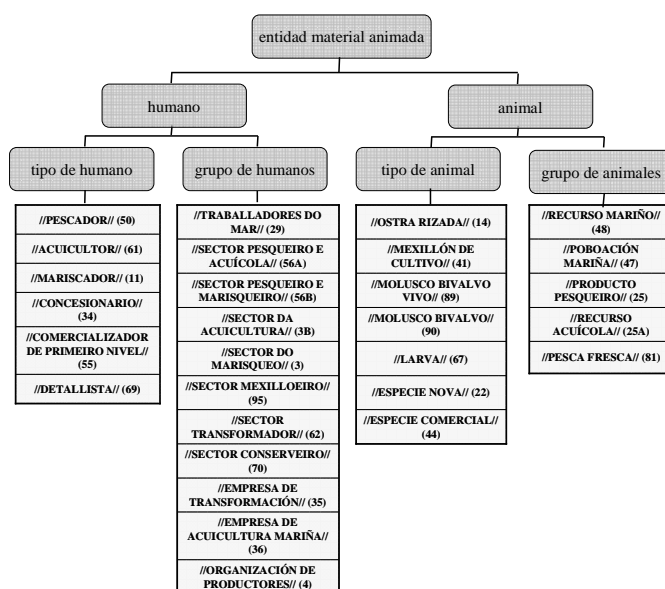 entidad material animada
humano
animal
tipo de humano
grupo de humanos
tipo de animal
grupo de animales
//PESCADOR// (50)
//ACUICULTOR// (61)
//MARISCADOR// (11)
//CONCESIONARIO//
(34)
//COMERCIALIZADOR
DE PRIMEIRO NIVEL//
(55)
//DETALLISTA// (69)
//TRABALLADORES DO
MAR// (29)
//SECTOR PESQUEIRO E
ACUÍCOLA// (56A)
//SECTOR PESQUEIRO E
MARISQUEIRO// (56B)
//SECTOR DA
ACUICULTURA// (3B)
//SECTOR DO
MARISQUEO// (3)
//SECTOR MEXILLOEIRO//
(95)
//SECTOR
TRANSFORMADOR// (62)
//SECTOR CONSERVEIRO//
(70)
//EMPRESA DE
TRANSFORMACIÓN// (35)
//EMPRESA DE
ACUICULTURA MARIÑA//
(36)
//ORGANIZACIÓN DE
PRODUCTORES// (4)
//OSTRA RIZADA// (14)
//MEXILLÓN DE
CULTIVO// (41)
//MOLUSCO BIVALVO
VIVO// (89)
//MOLUSCO BIVALVO//
(90)
//LARVA// (67)
//ESPECIE NOVA// (22)
//ESPECIE COMERCIAL//
(44)
//RECURSO MARIÑO//
(48)
//POBOACIÓN
MARIÑA// (47)
//PRODUCTO
PESQUEIRO// (25)
//RECURSO
ACUÍCOLA// (25A)
//PESCA FRESCA// (81)